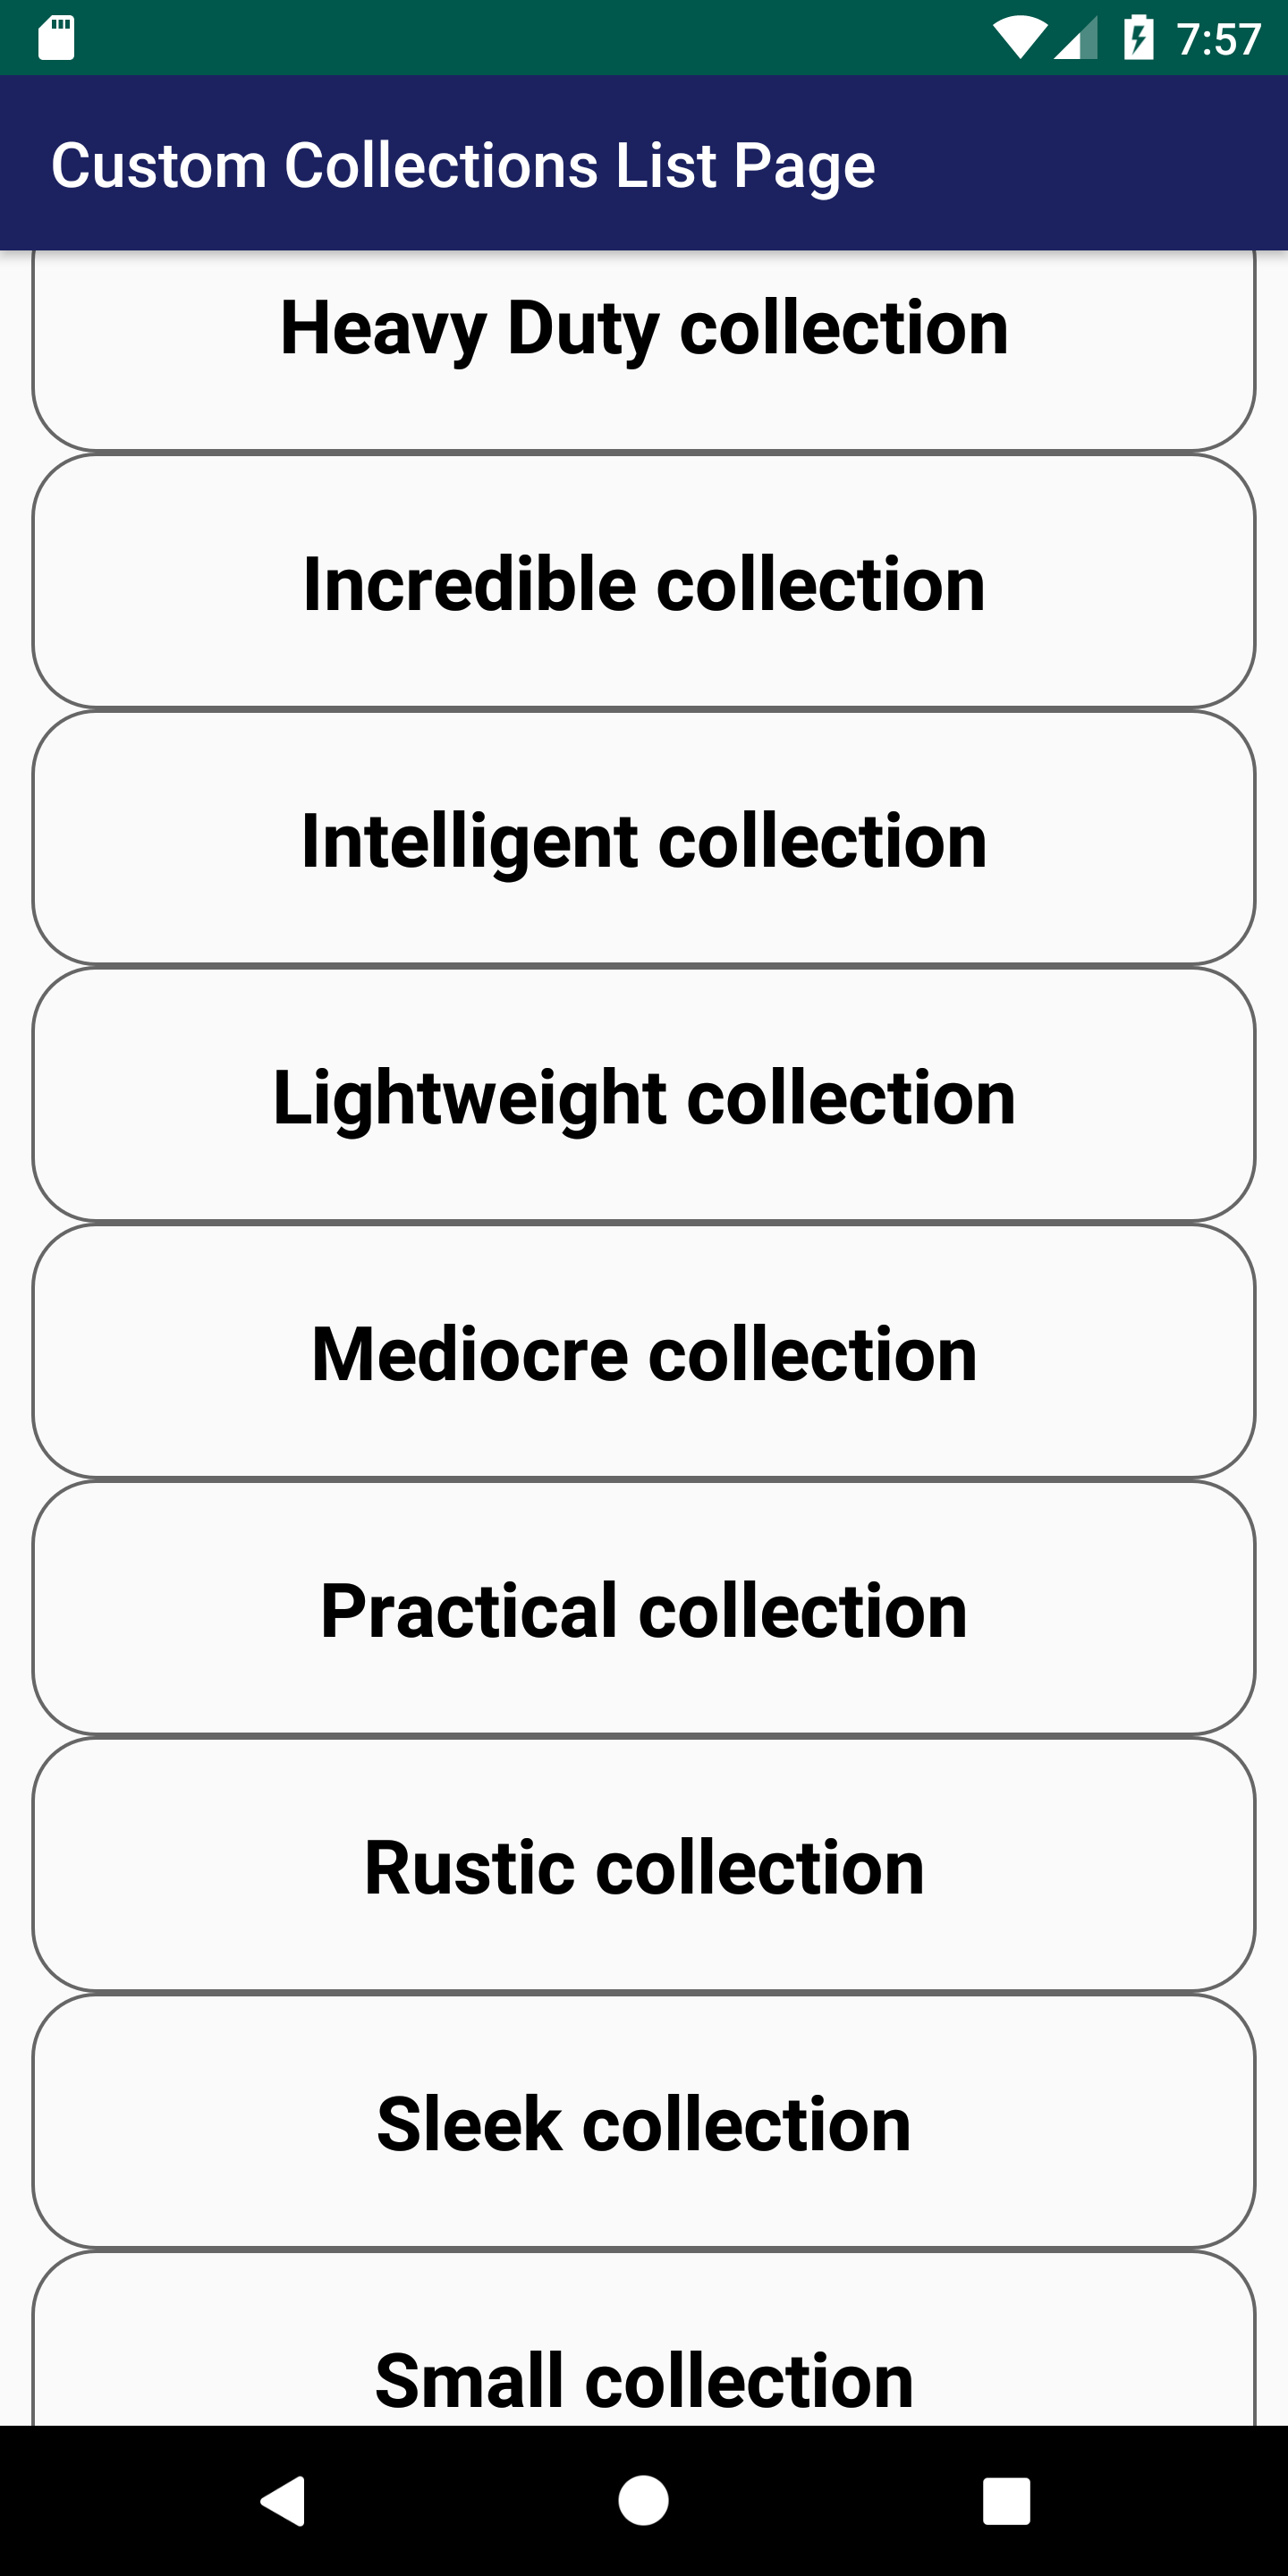 7:57
Custom Collections List Page
Heavy Duty collection
Incredible collection
Intelligent collection
Lightweight collection
Mediocre collection
Practical collection
Rustic collection
Sleek collection
Small collection